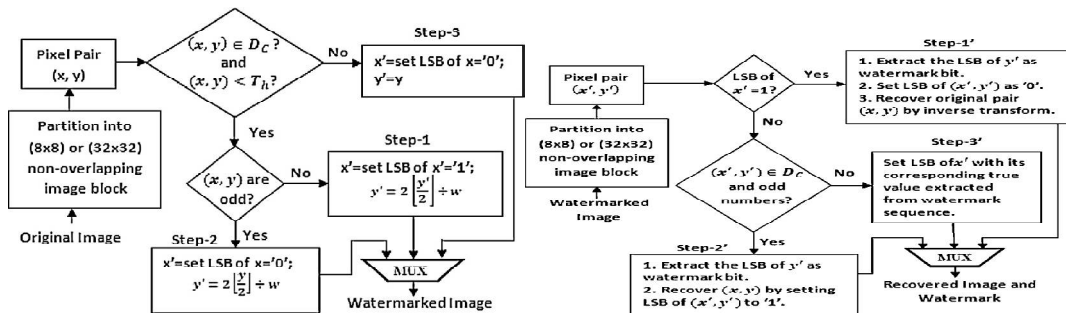 Pixel Pair
(x, y)
Partition into
(8x8) or (32x32)
non-overlapping
image block
Original Image
(x, y) ∈ D_C?
and
(x, y) < T_h?
No
Yes
Step-3
x'=set LSB of x='0';
y'=y
(x, y) are
odd?
No
Yes
Step-1
x'=set LSB of x'='1';
y' = 2 ⌊y'/2⌋ ÷ w
Step-2
x'=set LSB of x='0';
y' = 2 ⌊y/2⌋ ÷ w
MUX
Watermarked Image
Pixel pair
(x', y')
Partition into
(8x8) or (32x32)
non-overlapping
image block
Watermarked
Image
LSB of
x' =1?
Yes
No
Step-1'
1. Extract the LSB of y' as
watermark bit.
2. Set LSB of (x', y') as '0'.
3. Recover original pair
(x, y) by inverse transform.
(x', y') ∈ D_C
and odd
numbers?
No
Yes
Step-3'
Set LSB of x' with its
corresponding true
value extracted
from watermark
sequence.
Step-2'
1. Extract the LSB of y' as
watermark bit.
2. Recover (x, y) by setting
LSB of (x', y') to '1'.
MUX
Recovered Image and
Watermark